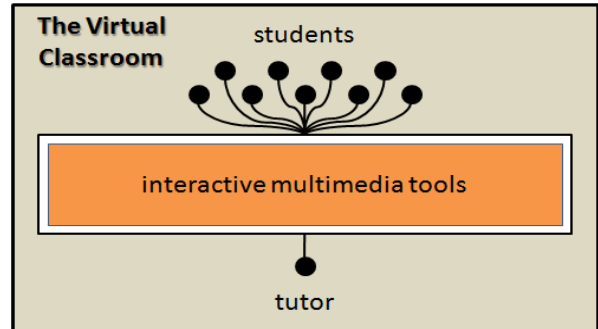 The Virtual
Classroom
students
interactive multimedia tools
tutor